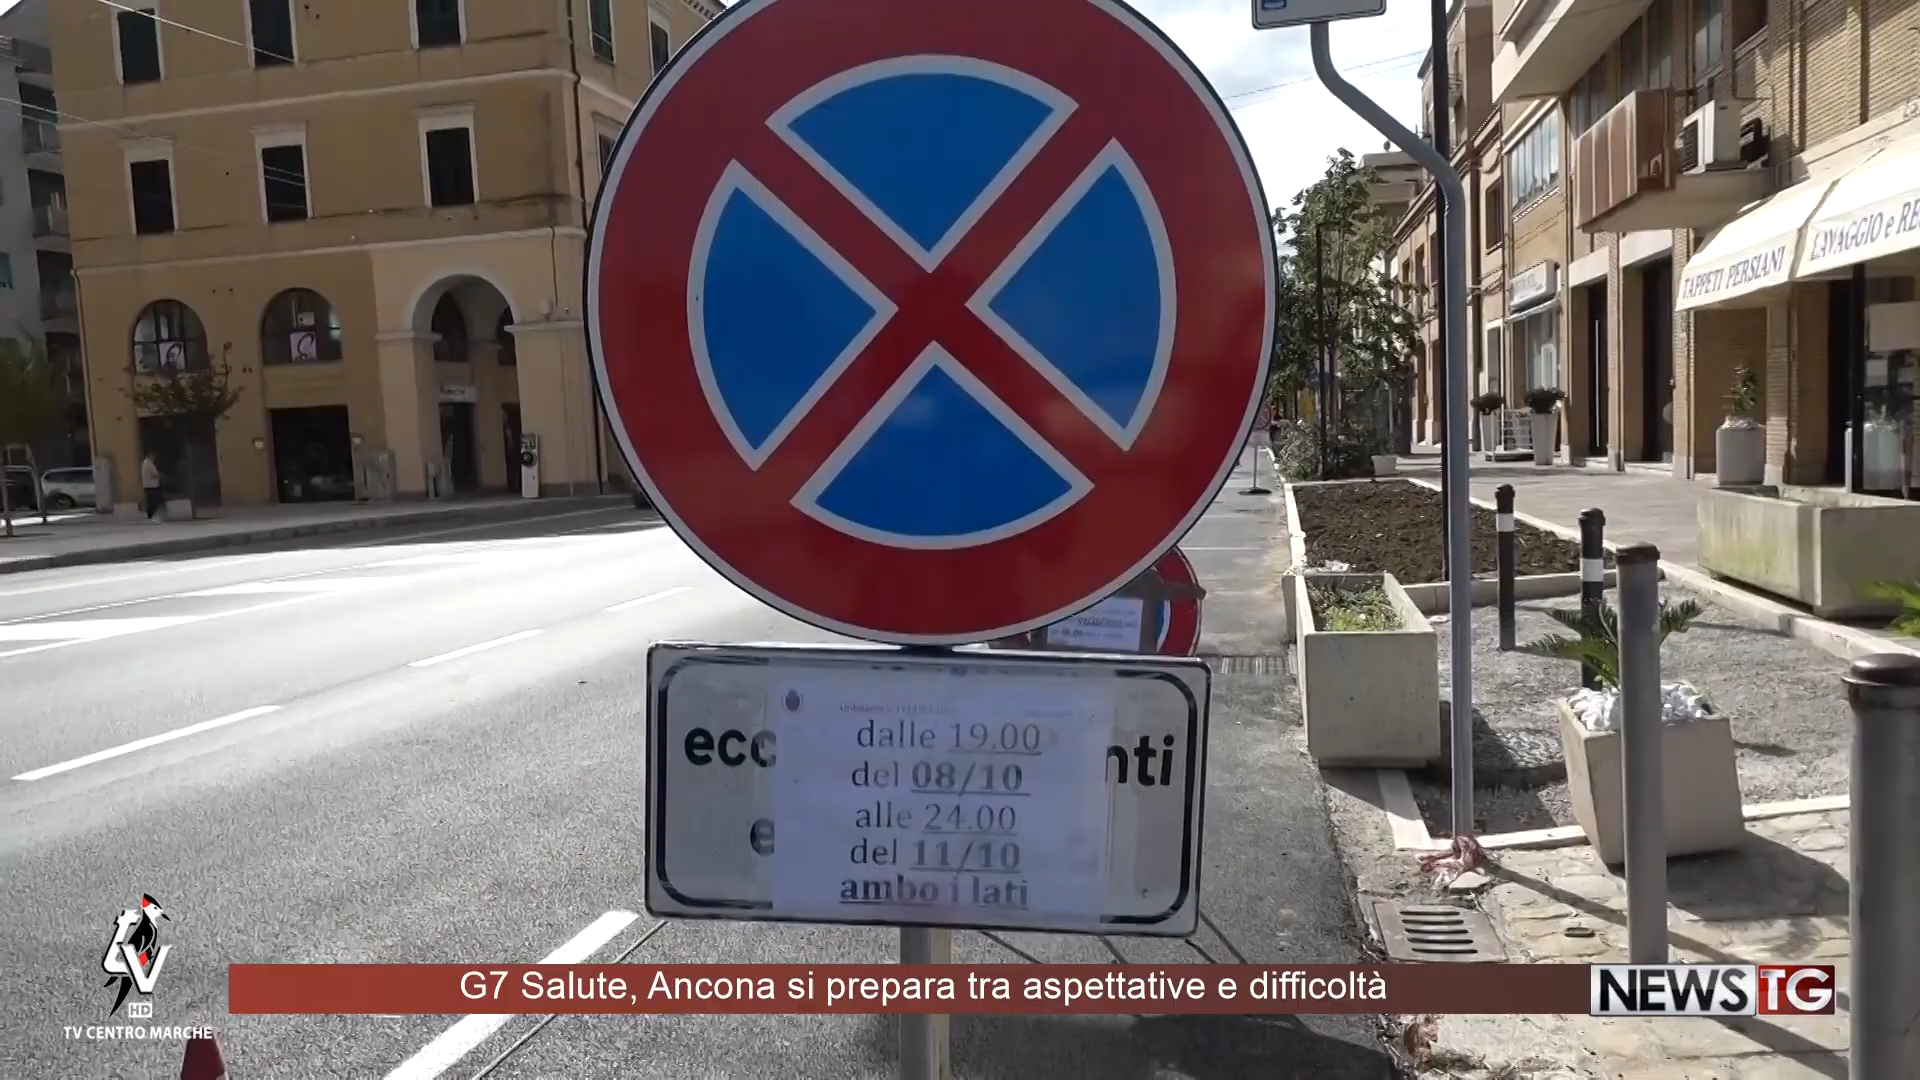 TAPPETI PERSIANI
LAVAGGIO e RE
ecc
nti
e
dalle 19.00
del 08/10
alle 24.00
del 11/10
ambo i lati
G7 Salute, Ancona si prepara tra aspettative e difficoltà
NEWS TG
TV
HD
TV CENTRO MARCHE